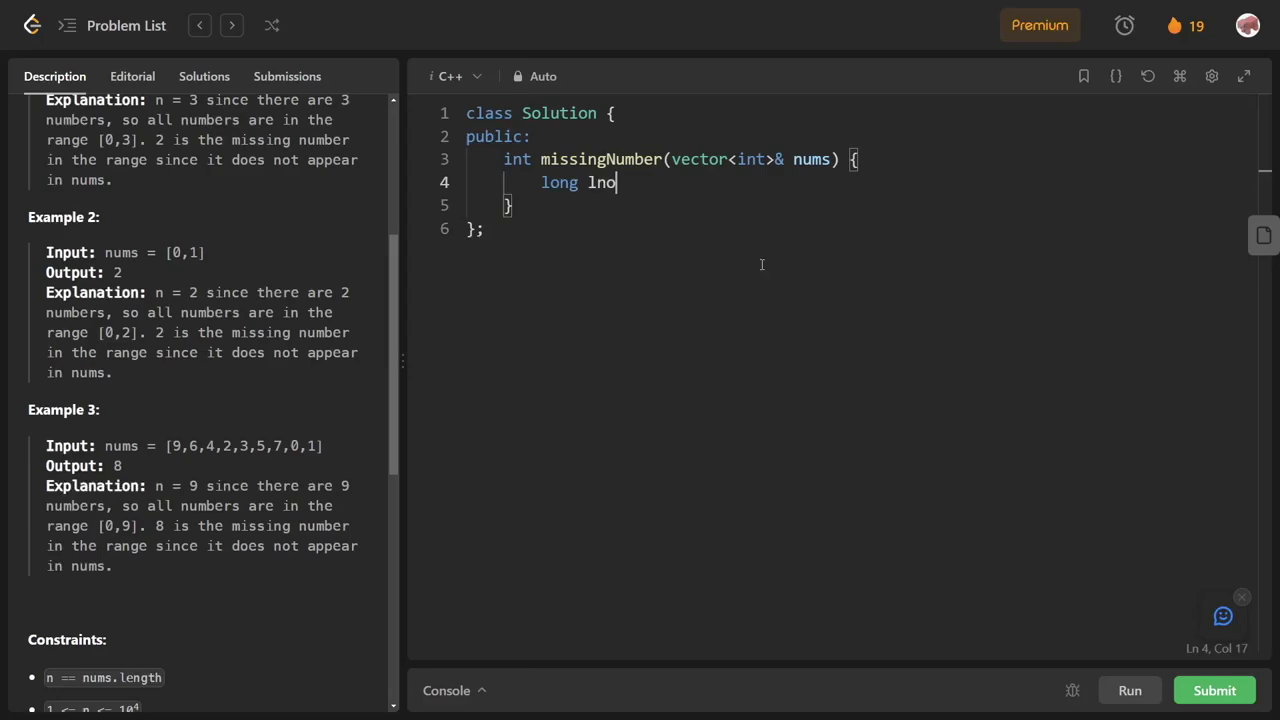 Problem List
Premium
19
Description Editorial Solutions Submissions
Explanation: n = 3 since there are 3
numbers, so all numbers are in the
range [0,3]. 2 is the missing number
in the range since it does not appear
in nums.
Example 2:
Input: nums = [0,1]
Output: 2
Explanation: n = 2 since there are 2
numbers, so all numbers are in the
range [0,2]. 2 is the missing number
in the range since it does not appear
in nums.
Example 3:
Input: nums = [9,6,4,2,3,5,7,0,1]
Output: 8
Explanation: n = 9 since there are 9
numbers, so all numbers are in the
range [0,9]. 8 is the missing number
in the range since it does not appear
in nums.
Constraints:
n == nums.length
1 <= n <= 10⁴
i C++ Auto
1 class Solution {
2 public:
3 int missingNumber(vector<int>& nums) {
4 long lno
5 }
6 };
Ln 4, Col 17
Console
Run
Submit